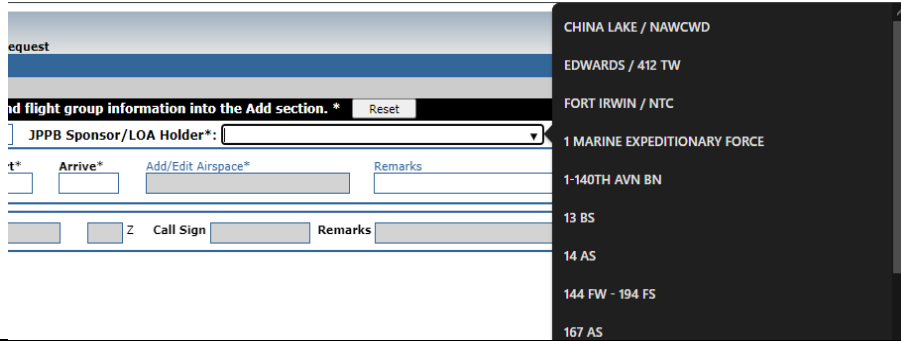 equest
nd flight group information into the Add section. * Reset
JPPB Sponsor/LOA Holder*:
t* Arrive* Add/Edit Airspace* Remarks
Z Call Sign Remarks
CHINA LAKE / NAWCWD
EDWARDS / 412 TW
FORT IRWIN / NTC
1 MARINE EXPEDITIONARY FORCE
1-140TH AVN BN
13 BS
14 AS
144 FW - 194 FS
167 AS